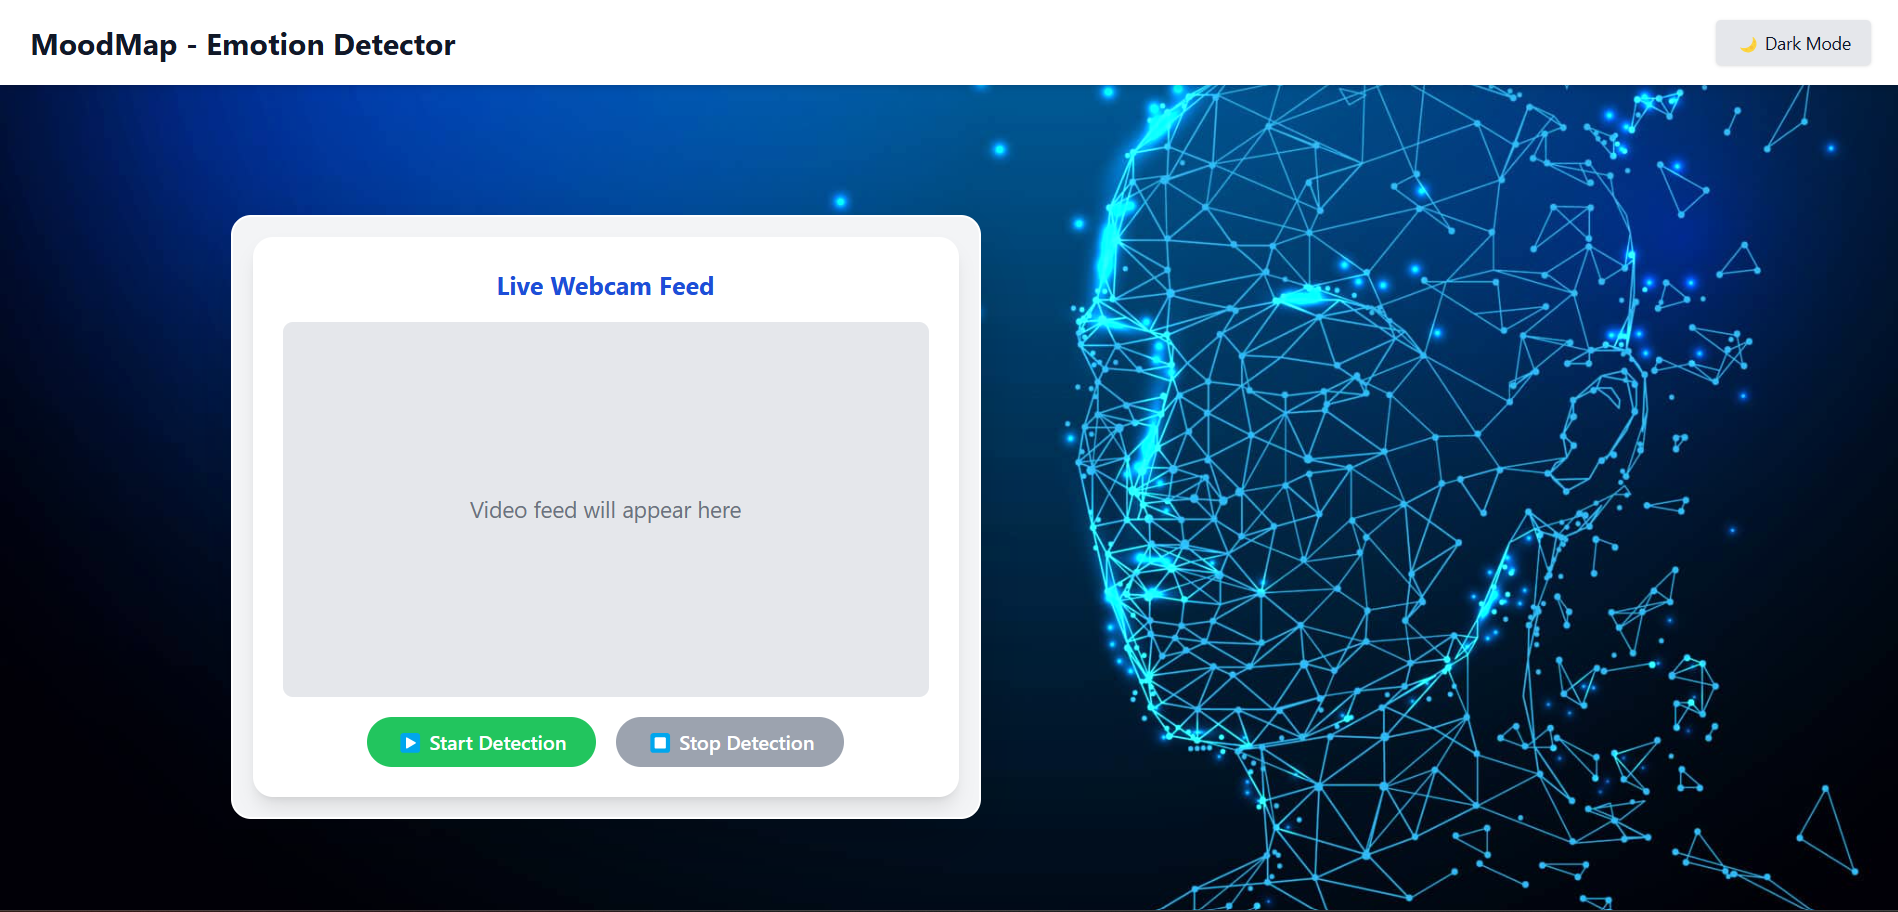 MoodMap - Emotion Detector
🌙 Dark Mode
Live Webcam Feed
Video feed will appear here
▶️ Start Detection
⏹️ Stop Detection